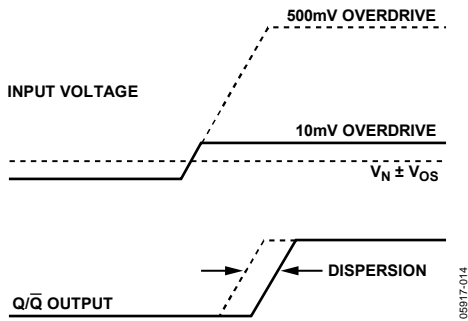 500mV OVERDRIVE
INPUT VOLTAGE
10mV OVERDRIVE
V_N ± V_OS
DISPERSION
Q/Q̅ OUTPUT
05917-014